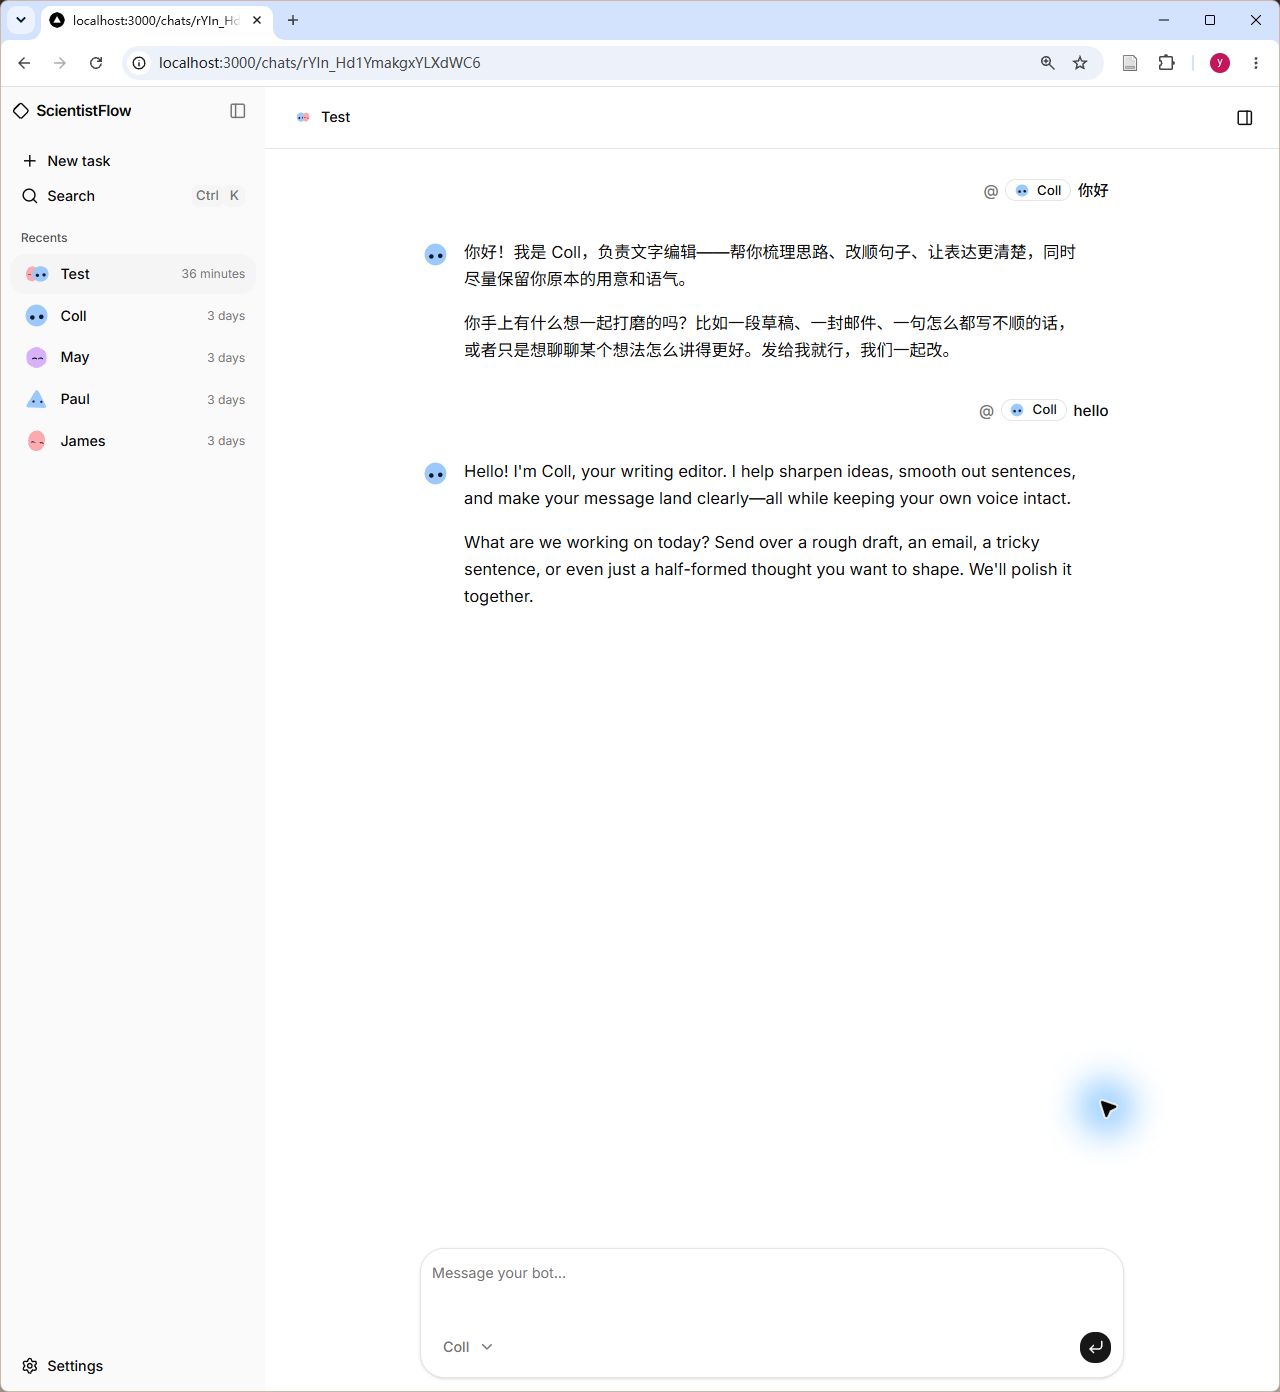 localhost:3000/chats/rYIn_Hd
localhost:3000/chats/rYIn_Hd1YmakgxYLXdWC6
y
ScientistFlow
New task
Search Ctrl K
Recents
Test 36 minutes
Coll 3 days
May 3 days
Paul 3 days
James 3 days
Settings
Test
@ Coll 你好
你好！我是 Coll，负责文字编辑——帮你梳理思路、改顺句子、让表达更清楚，同时
尽量保留你原本的用意和语气。
你手上有什么想一起打磨的吗？比如一段草稿、一封邮件、一句怎么都写不顺的话，
或者只是想聊聊某个想法怎么讲得更好。发给我就行，我们一起改。
@ Coll hello
Hello! I'm Coll, your writing editor. I help sharpen ideas, smooth out sentences,
and make your message land clearly—all while keeping your own voice intact.
What are we working on today? Send over a rough draft, an email, a tricky
sentence, or even just a half-formed thought you want to shape. We'll polish it
together.
Message your bot...
Coll